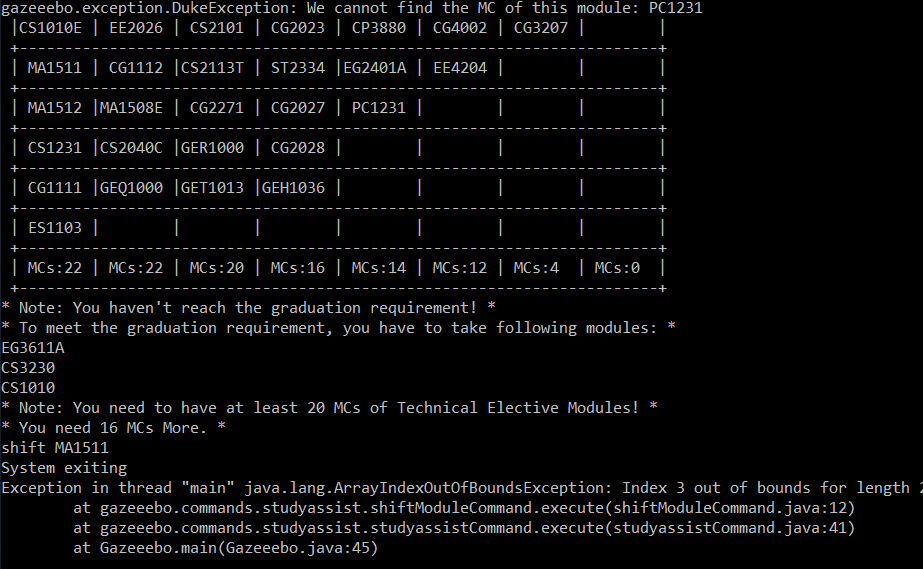 gazeeebo.exception.DukeException: We cannot find the MC of this module: PC1231
|CS1010E | EE2026 | CS2101 | CG2023 | CP3880 | CG4002 | CG3207 |        |
+----------------------------------------------------------------+
| MA1511 | CG1112 |CS2113T | ST2334 |EG2401A | EE4204 |        |        |
+----------------------------------------------------------------+
| MA1512 |MA1508E | CG2271 | CG2027 | PC1231 |        |        |        |
+----------------------------------------------------------------+
| CS1231 |CS2040C |GER1000 | CG2028 |        |        |        |        |
+----------------------------------------------------------------+
| CG1111 |GEQ1000 |GET1013 |GEH1036 |        |        |        |        |
+----------------------------------------------------------------+
| ES1103 |        |        |        |        |        |        |        |
+----------------------------------------------------------------+
| MCs:22 | MCs:22 | MCs:20 | MCs:16 | MCs:14 | MCs:12 | MCs:4  | MCs:0  |
+----------------------------------------------------------------+
* Note: You haven't reach the graduation requirement! *
* To meet the graduation requirement, you have to take following modules: *
EG3611A
CS3230
CS1010
* Note: You need to have at least 20 MCs of Technical Elective Modules! *
* You need 16 MCs More. *
shift MA1511
System exiting
Exception in thread "main" java.lang.ArrayIndexOutOfBoundsException: Index 3 out of bounds for length 2
at gazeeebo.commands.studyassist.shiftModuleCommand.execute(shiftModuleCommand.java:12)
at gazeeebo.commands.studyassist.studyassistCommand.execute(studyassistCommand.java:41)
at Gazeeebo.main(Gazeeebo.java:45)